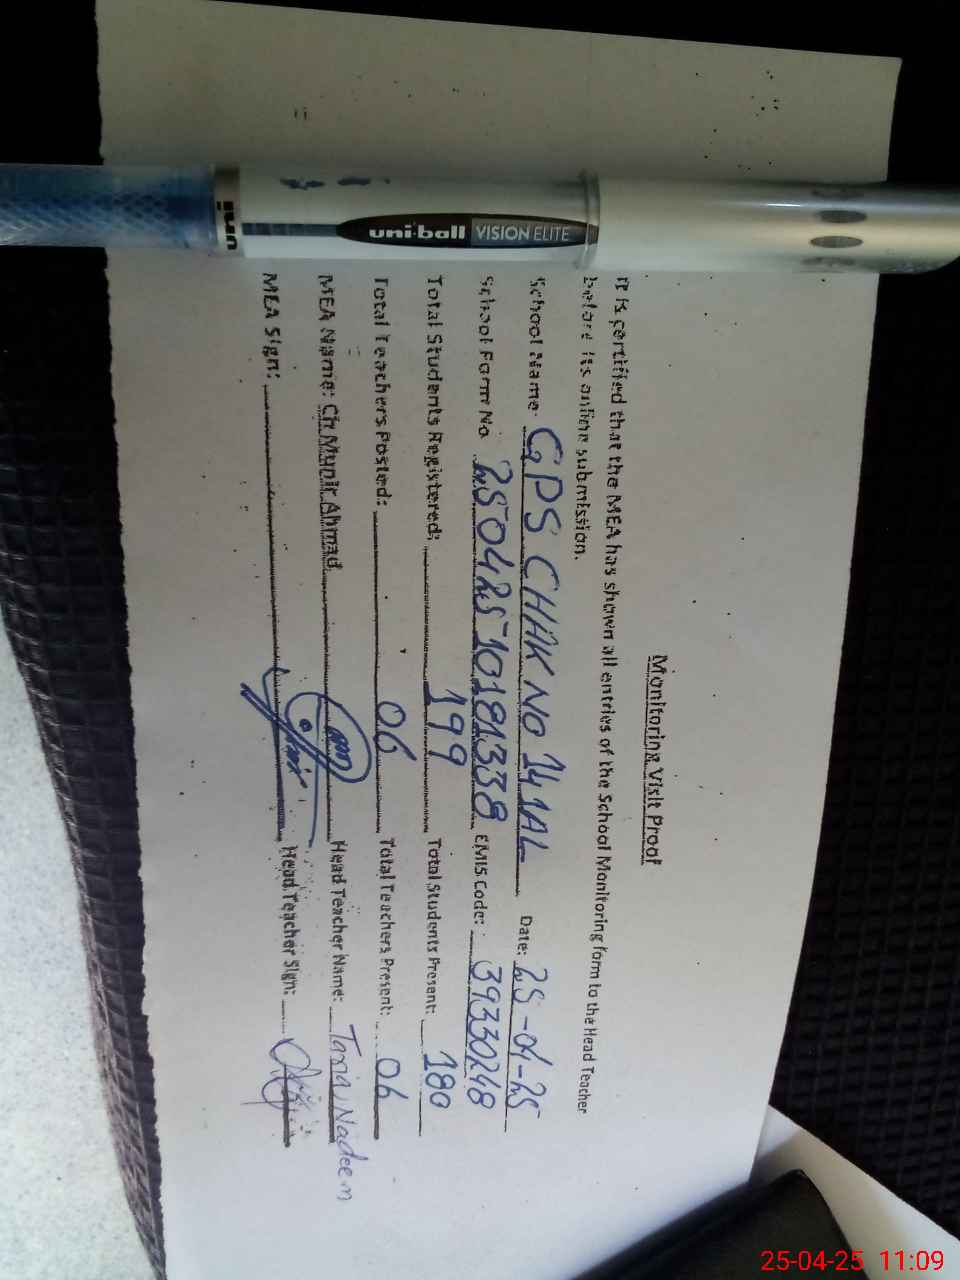 uni
uni-ball VISION ELITE
Monitoring Visit Proof
It is certified that the MEA has shown all entries of the School Monitoring form to the Head Teacher
before its online submission.
School Name: GPS CHAK NO 141AL Date: 25-04-25
School Form No 25042510181338 EMIS Code: 39330248
Total Students Registered: 199 Total Students Present: 180
Total Teachers Posted: 06 Total Teachers Present: 06
MEA Name: Ch Munir Ahmad Head Teacher Name: Tania Nadeem
MEA Sign: Head Teacher Sign:
25-04-25 11:09